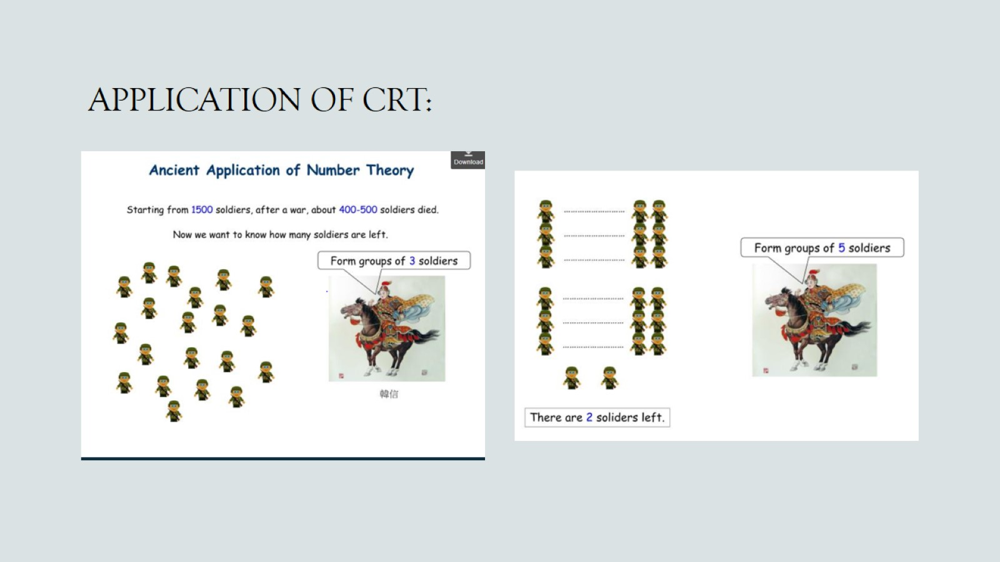 APPLICATION OF CRT:
Download
Ancient Application of Number Theory
Starting from 1500 soldiers, after a war, about 400-500 soldiers died.
Now we want to know how many soldiers are left.
Form groups of 3 soldiers
韓信
Form groups of 5 soldiers
There are 2 soliders left.